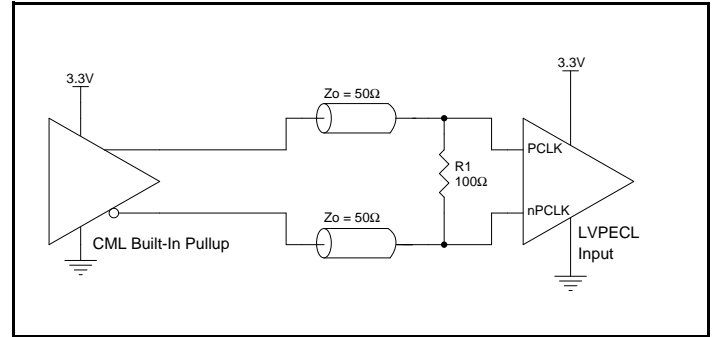 3.3V
3.3V
Zo = 50Ω
PCLK
R1
100Ω
nPCLK
Zo = 50Ω
CML Built-In Pullup
LVPECL
Input